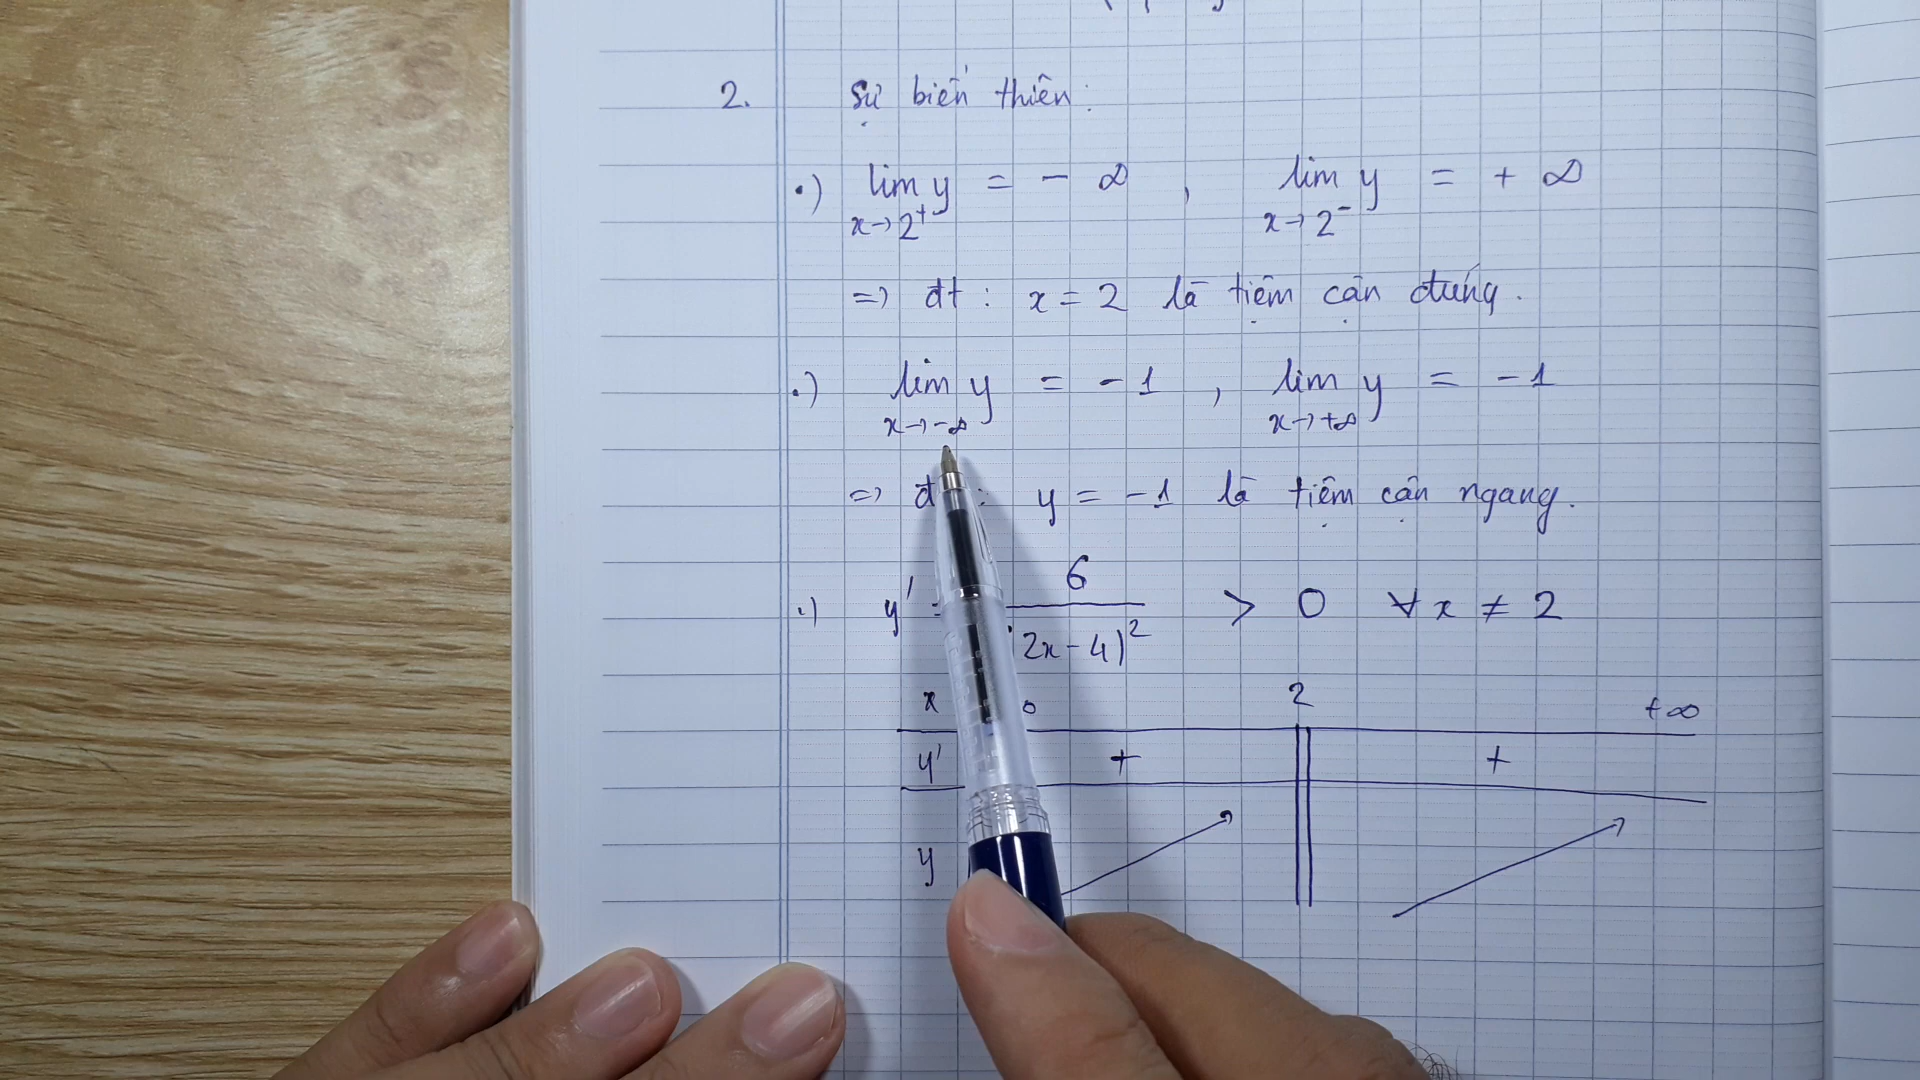 2. Sự biến thiên:
•) lim y = - ∞ , lim y = + ∞
x→2⁺ x→2⁻
=> đt : x = 2 là tiệm cận đứng.
•) lim y = -1 , lim y = -1
x→-∞ x→+∞
=> đ : y = -1 là tiệm cận ngang.
•) y' = 6 / (2x-4)² > 0 ∀x ≠ 2
x 2 +∞
y' + +
y